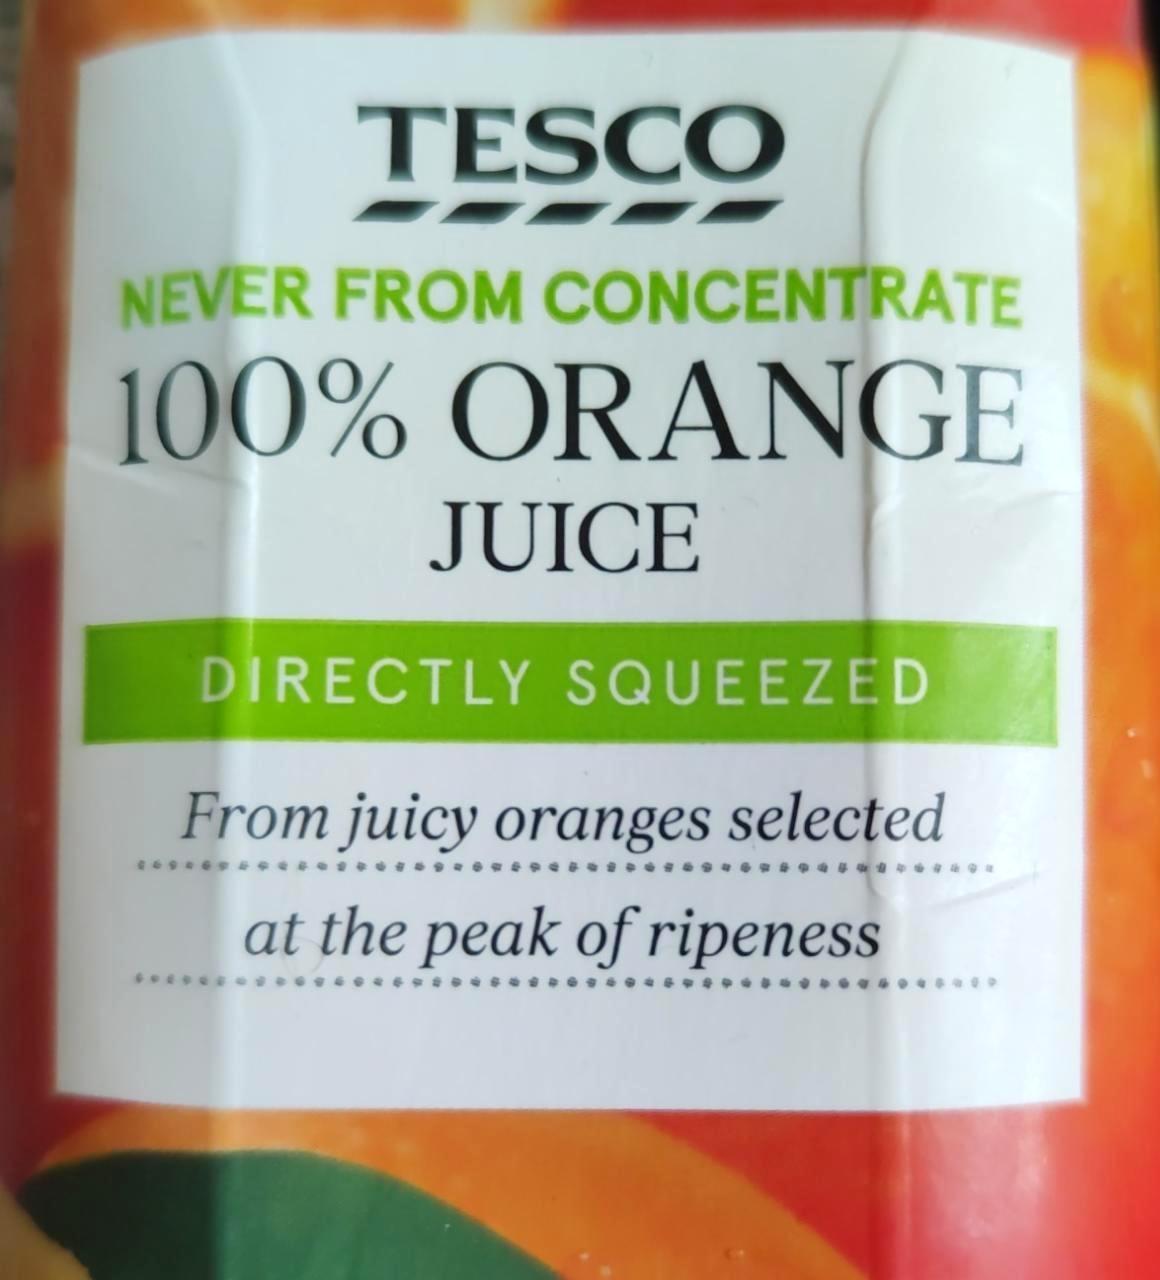 TESCO
NEVER FROM CONCENTRATE
100% ORANGE
JUICE
DIRECTLY SQUEEZED
From juicy oranges selected
at the peak of ripeness